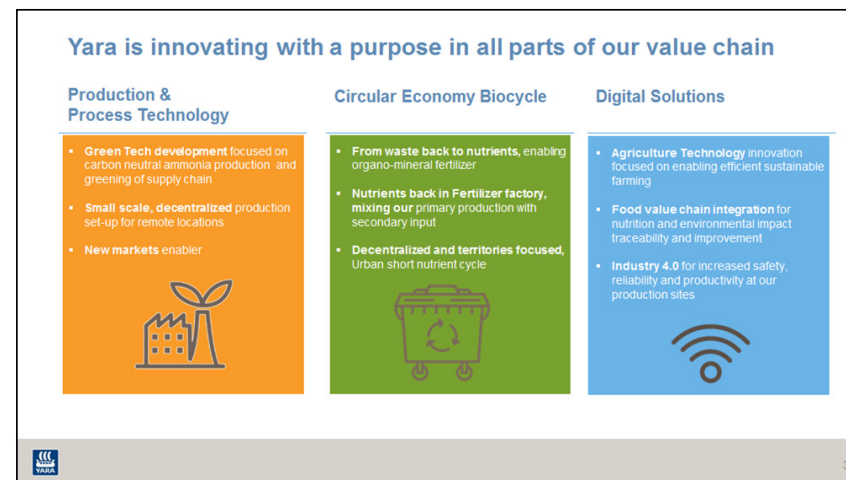 Yara is innovating with a purpose in all parts of our value chain
Production &
Process Technology
▪ Green Tech development focused on
carbon neutral ammonia production and
greening of supply chain
▪ Small scale, decentralized production
set-up for remote locations
▪ New markets enabler
Circular Economy Biocycle
▪ From waste back to nutrients, enabling
organo-mineral fertilizer
▪ Nutrients back in Fertilizer factory,
mixing our primary production with
secondary input
▪ Decentralized and territories focused,
Urban short nutrient cycle
Digital Solutions
▪ Agriculture Technology innovation
focused on enabling efficient sustainable
farming
▪ Food value chain integration for
nutrition and environmental impact
traceability and improvement
▪ Industry 4.0 for increased safety,
reliability and productivity at our
production sites
YARA